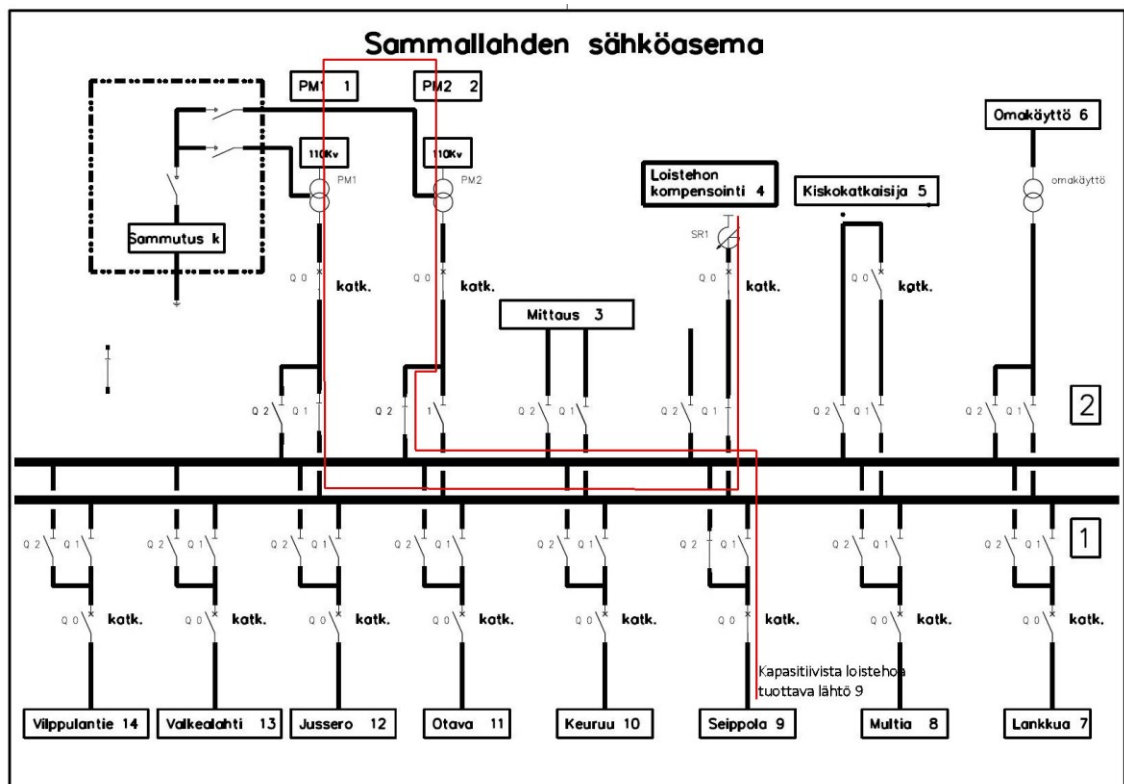 Sammallahden sähköasema
PM1 1
PM2 2
Omakäyttö 6
110Kv
110Kv
PM1
PM2
Loistehon
kompensointi 4
Kiskokatkaisija 5
omakäyttö
Sammutus k
SR1
Q 0
katk.
Q 0
katk.
Q 0
katk.
Q 0
katk.
Mittaus 3
Q 2
Q 1
Q 2
1
Q 2
Q 1
Q 2
Q 1
Q 2
Q 1
Q 2
Q 1
2
Q 2
Q 1
Q 2
Q 1
Q 2
Q 1
Q 2
Q 1
Q 2
Q 1
Q 2
Q 1
Q 2
Q 1
Q 2
Q 1
1
Q 0
katk.
Q 0
katk.
Q 0
katk.
Q 0
katk.
Q 0
katk.
Q 0
katk.
Q 0
katk.
Q 0
katk.
Kapasitiivista loistehoa
tuottava lähtö 9
Vilppulantie 14
Valkealahti 13
Jussero 12
Otava 11
Keuruu 10
Seippola 9
Multia 8
Lankkua 7